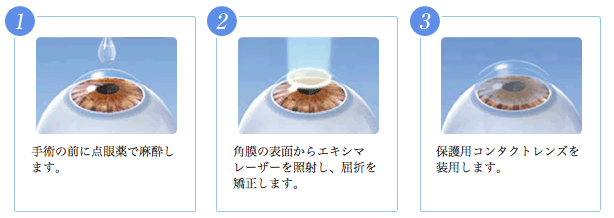 1
手術の前に点眼薬で麻酔し
ます。
2
角膜の表面からエキシマ
レーザーを照射し、屈折を
矯正します。
3
保護用コンタクトレンズを
装用します。